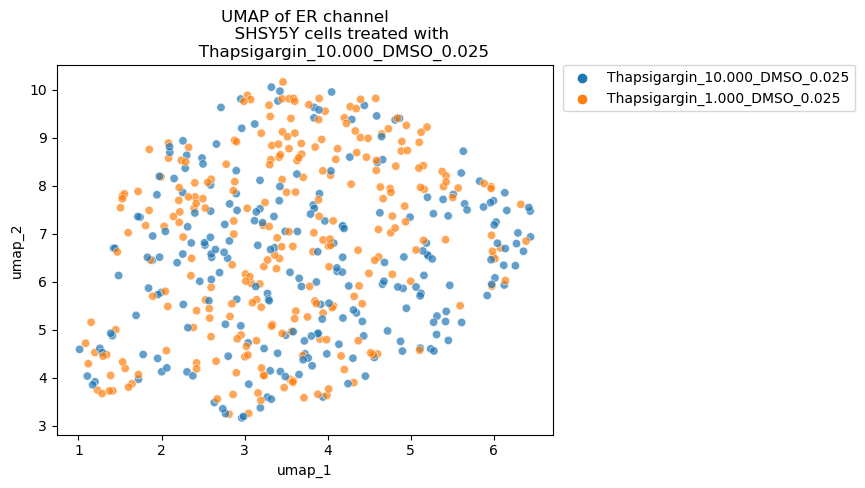 UMAP of ER channel
SHSY5Y cells treated with
Thapsigargin_10.000_DMSO_0.025
Thapsigargin_10.000_DMSO_0.025
Thapsigargin_1.000_DMSO_0.025
10
9
8
7
6
5
4
3
umap_2
1
2
3
4
5
6
umap_1